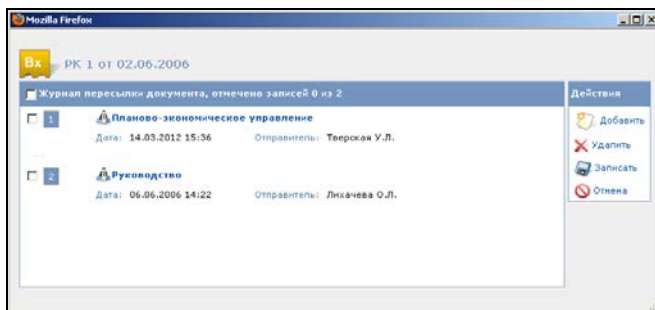 Mozilla Firefox
Вх РК 1 от 02.06.2006
Журнал пересылки документа, отмечено записей 0 из 2
Действия
1 Планово-экономическое управление
Дата: 14.03.2012 15:36 Отправитель: Тверская У.Л.
2 Руководство
Дата: 06.06.2006 14:22 Отправитель: Лихачева О.Л.
Добавить
Удалить
Записать
Отмена